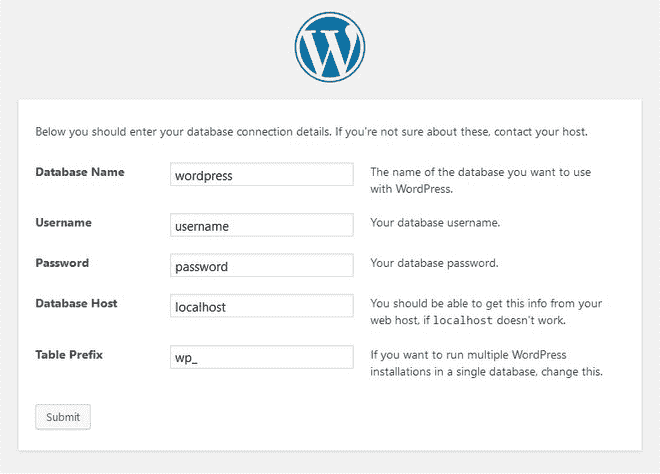 W
Below you should enter your database connection details. If you're not sure about these, contact your host.
Database Name
wordpress
The name of the database you want to use
with WordPress.
Username
username
Your database username.
Password
password
Your database password.
Database Host
localhost
You should be able to get this info from your
web host, if localhost doesn't work.
Table Prefix
wp_
If you want to run multiple WordPress
installations in a single database, change this.
Submit